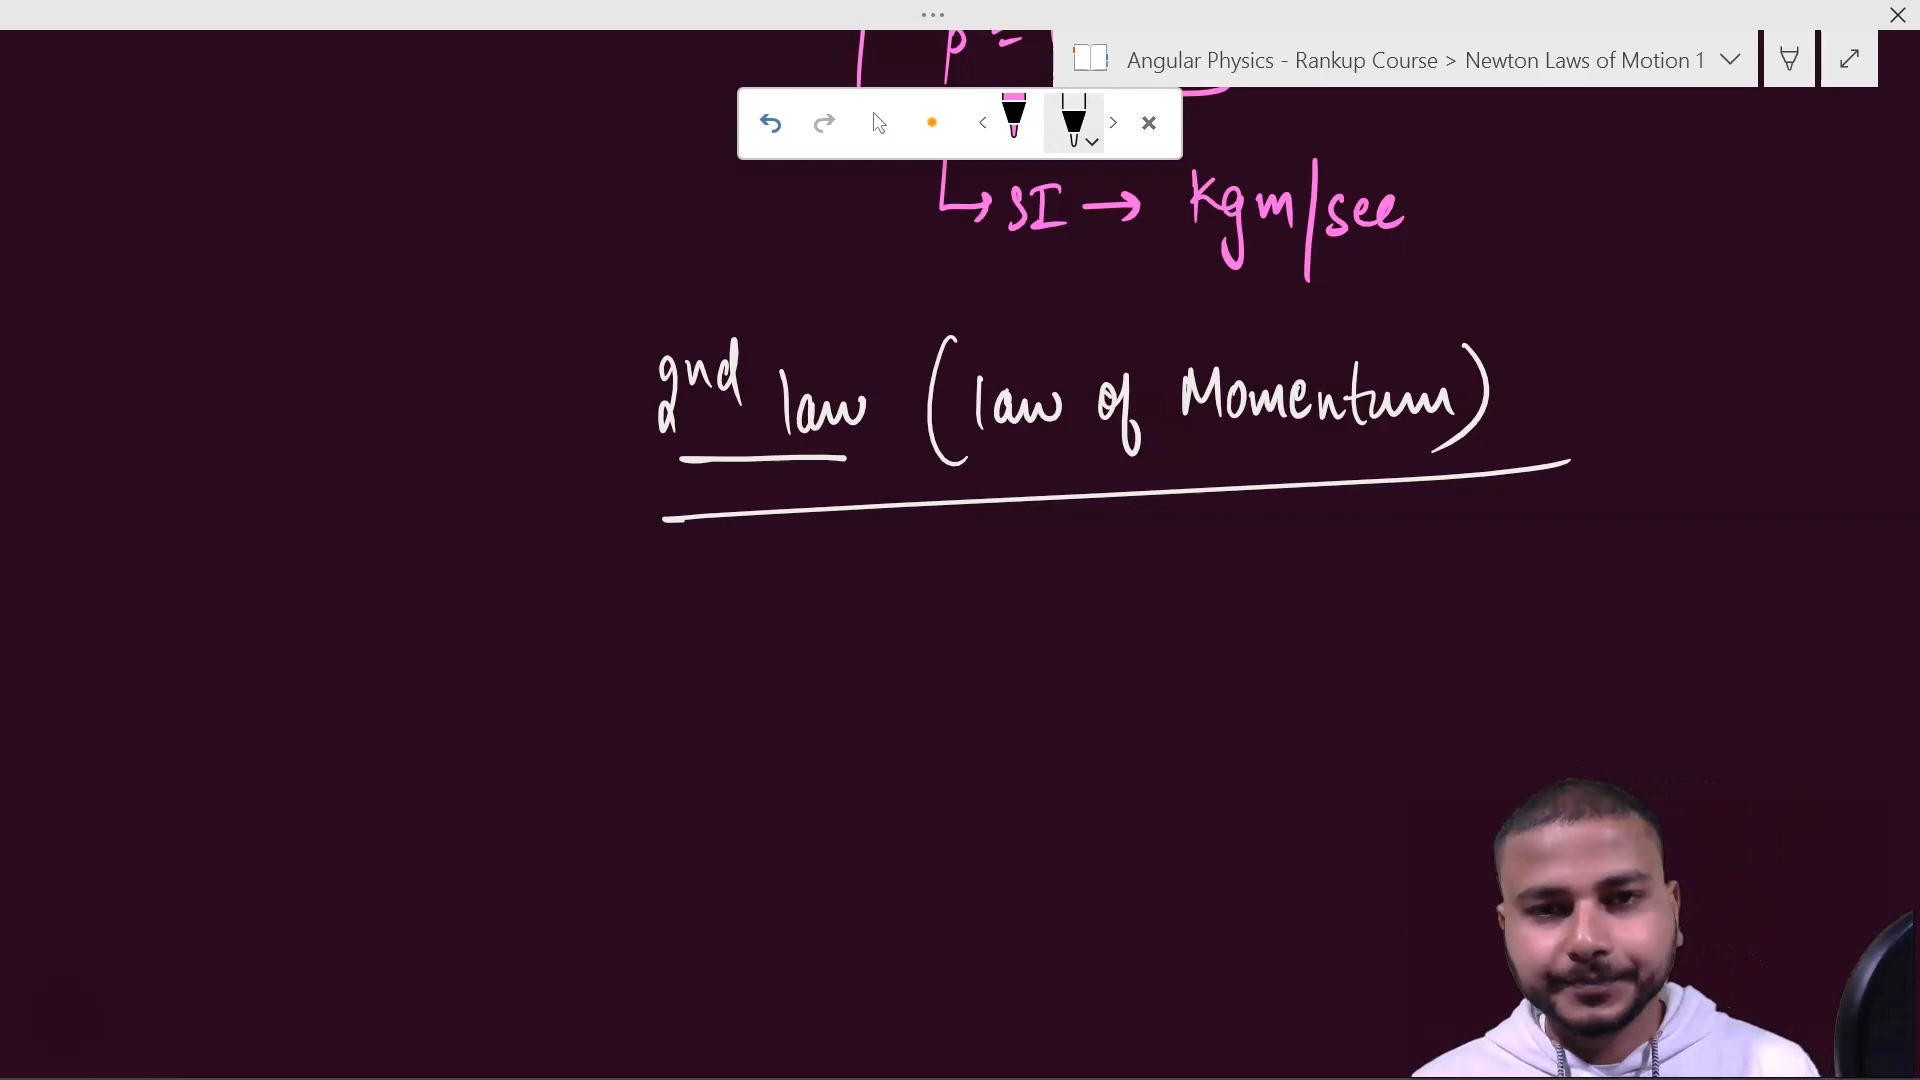 p =
Angular Physics - Rankup Course > Newton Laws of Motion 1
↳ SI → Kgm/sec
2nd law (law of Momentum)